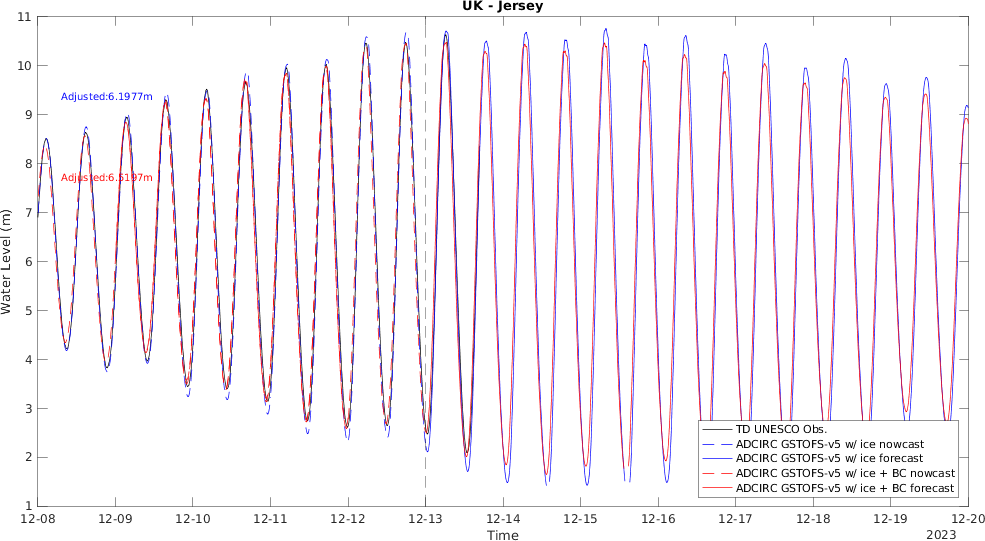 UK - Jersey
11
10
9
8
7
6
5
4
3
2
1
Water Level (m)
Adjusted:6.1977m
Adjusted:6.5197m
TD UNESCO Obs.
ADCIRC GSTOFS-v5 w/ ice nowcast
ADCIRC GSTOFS-v5 w/ ice forecast
ADCIRC GSTOFS-v5 w/ ice + BC nowcast
ADCIRC GSTOFS-v5 w/ ice + BC forecast
12-08 12-09 12-10 12-11 12-12 12-13 12-14 12-15 12-16 12-17 12-18 12-19 12-20
Time
2023